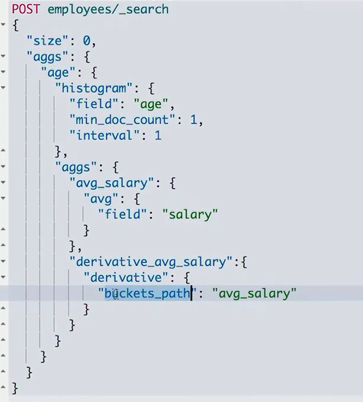 POST employees/_search
{
  "size": 0,
  "aggs": {
    "age": {
      "histogram": {
        "field": "age",
        "min_doc_count": 1,
        "interval": 1
      },
      "aggs": {
        "avg_salary": {
          "avg": {
            "field": "salary"
          }
        },
        "derivative_avg_salary":{
          "derivative": {
            "buckets_path": "avg_salary"
          }
        }
      }
    }
  }
}